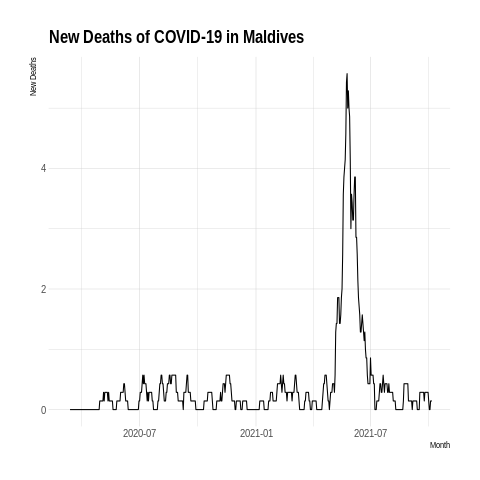 New Deaths of COVID-19 in Maldives
New Deaths
4
2
0
2020-07
2021-01
2021-07
Month